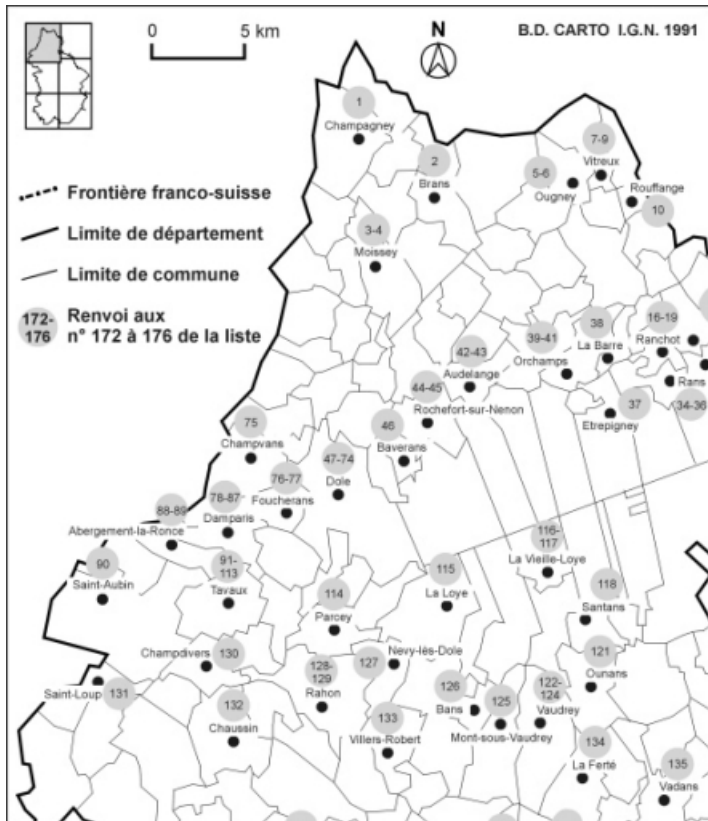 0 5 km
N
B.D. CARTO I.G.N. 1991
1
Champagney
2
Brans
5-6
Ougney
7-9
Vitreux
Rouffange
10
Frontière franco-suisse
Limite de département
Limite de commune
172-
176
Renvoi aux
n° 172 à 176 de la liste
3-4
Moissey
42-43
Audelange
39-41
Orchamps
38
La Barre
16-19
Ranchot
Rans
34-36
37
Etrepigney
44-45
Rochefort-sur-Nenon
46
Baverans
75
Champvans
47-74
Dole
76-77
Foucherans
78-87
Damparis
88-89
Abergement-la-Ronce
90
Saint-Aubin
91-
113
Tavaux
114
Parcey
115
La Loye
116-
117
La Vieille-Loye
118
Santans
121
Ounans
Champdivers
130
128-
129
Rahon
127
Nevy-lés-Dole
126
Bans
125
Mont-sous-Vaudrey
122-
124
Vaudrey
Saint-Loup
131
132
Chaussin
133
Villers-Robert
134
La Ferté
135
Vadans